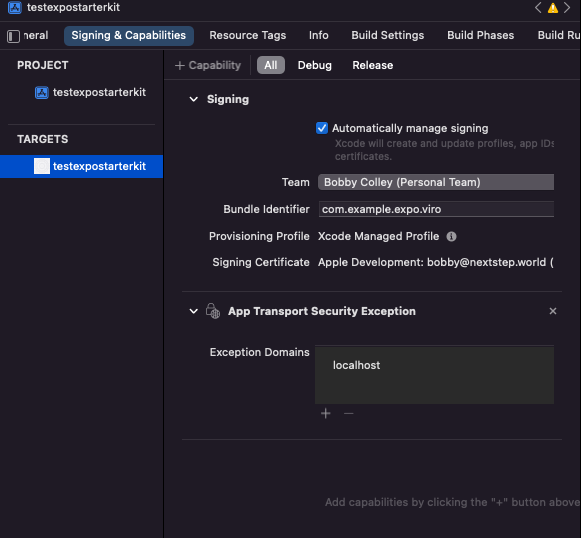 testexpostarterkit
neral Signing & Capabilities Resource Tags Info Build Settings Build Phases Build Ru
PROJECT
testexpostarterkit
TARGETS
testexpostarterkit
+ Capability All Debug Release
Signing
Automatically manage signing
Xcode will create and update profiles, app IDs
certificates.
Team Bobby Colley (Personal Team)
Bundle Identifier com.example.expo.viro
Provisioning Profile Xcode Managed Profile
Signing Certificate Apple Development: bobby@nextstep.world (
App Transport Security Exception
Exception Domains
localhost
Add capabilities by clicking the "+" button above